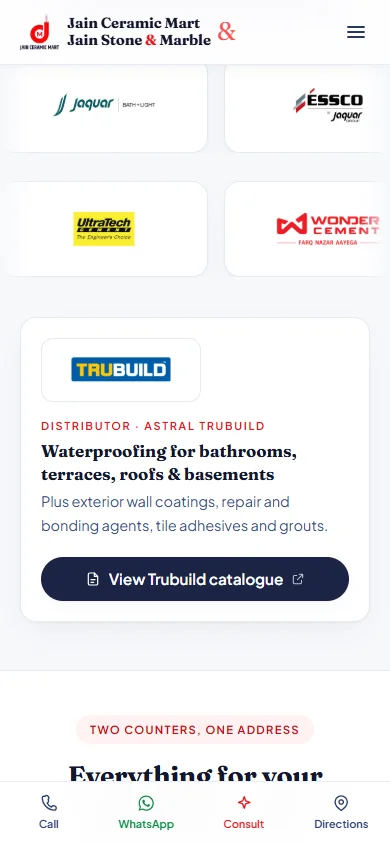 JAIN CERAMIC MART
Jain Ceramic Mart
Jain Stone & Marble
&
Jaquar BATH+LIGHT
ESSCO
by Jaquar
GROUP
UltraTech
CEMENT
The Engineer's Choice
WONDER
CEMENT
FARQ NAZAR AAYEGA
TRUBUILD
DISTRIBUTOR · ASTRAL TRUBUILD
Waterproofing for bathrooms,
terraces, roofs & basements
Plus exterior wall coatings, repair and
bonding agents, tile adhesives and grouts.
View Trubuild catalogue
TWO COUNTERS, ONE ADDRESS
Everything for your
Call
WhatsApp
Consult
Directions